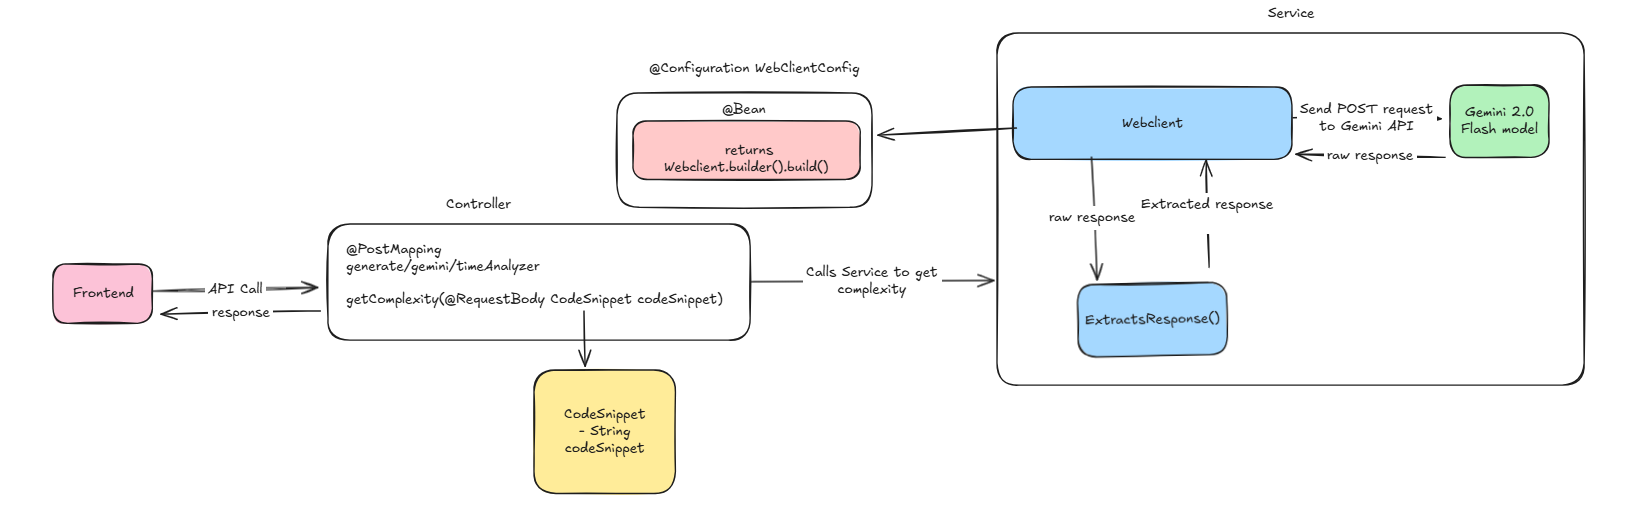 Service
@Configuration WebClientConfig
@Bean
returns
Webclient.builder().build()
Webclient
Send POST request
to Gemini API
Gemini 2.0
Flash model
raw response
raw response
Extracted response
ExtractsResponse()
Controller
@PostMapping
generate/gemini/timeAnalyzer
getComplexity(@RequestBody CodeSnippet codeSnippet)
Frontend
API Call
response
Calls Service to get
complexity
CodeSnippet
- String
codeSnippet